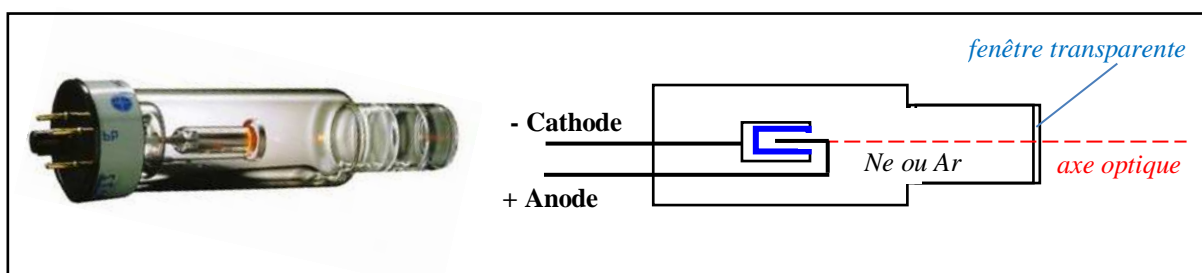 fenêtre transparente
- Cathode
Ne ou Ar
axe optique
+ Anode